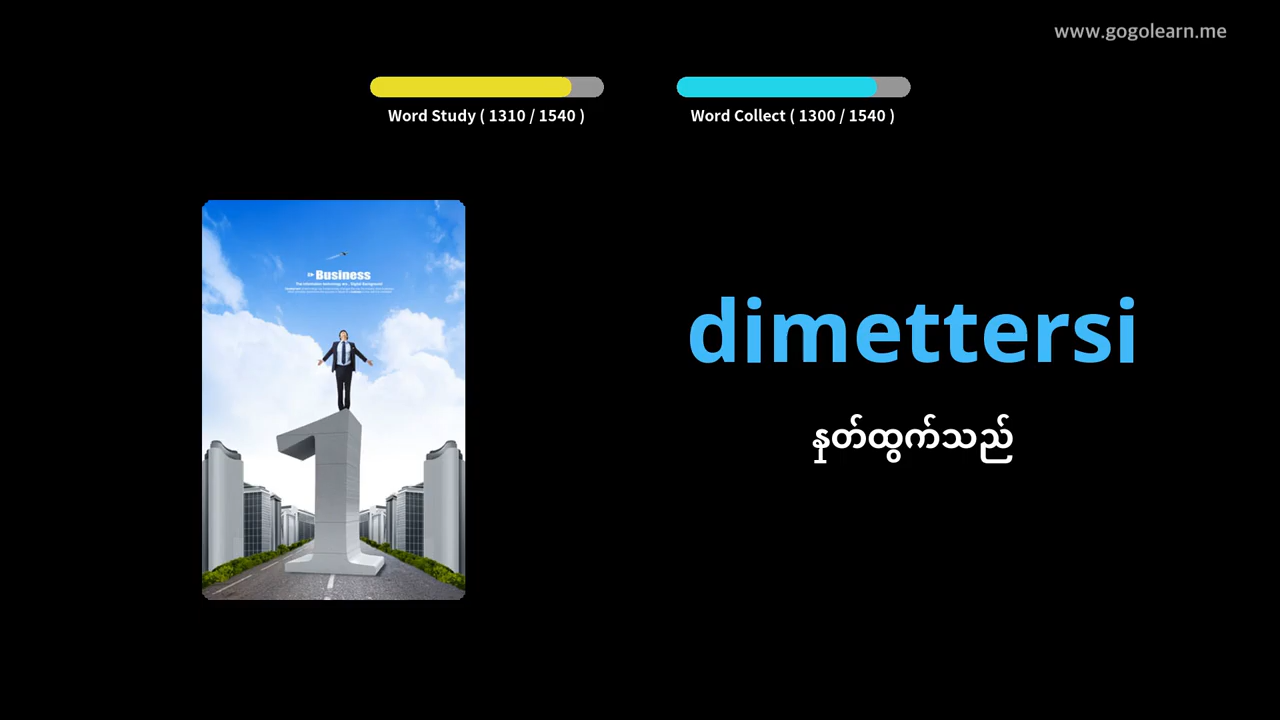 www.gogolearn.me
Word Study ( 1310 / 1540 )
Word Collect ( 1300 / 1540 )
Business
dimettersi
နှတ်ထွက်သည်